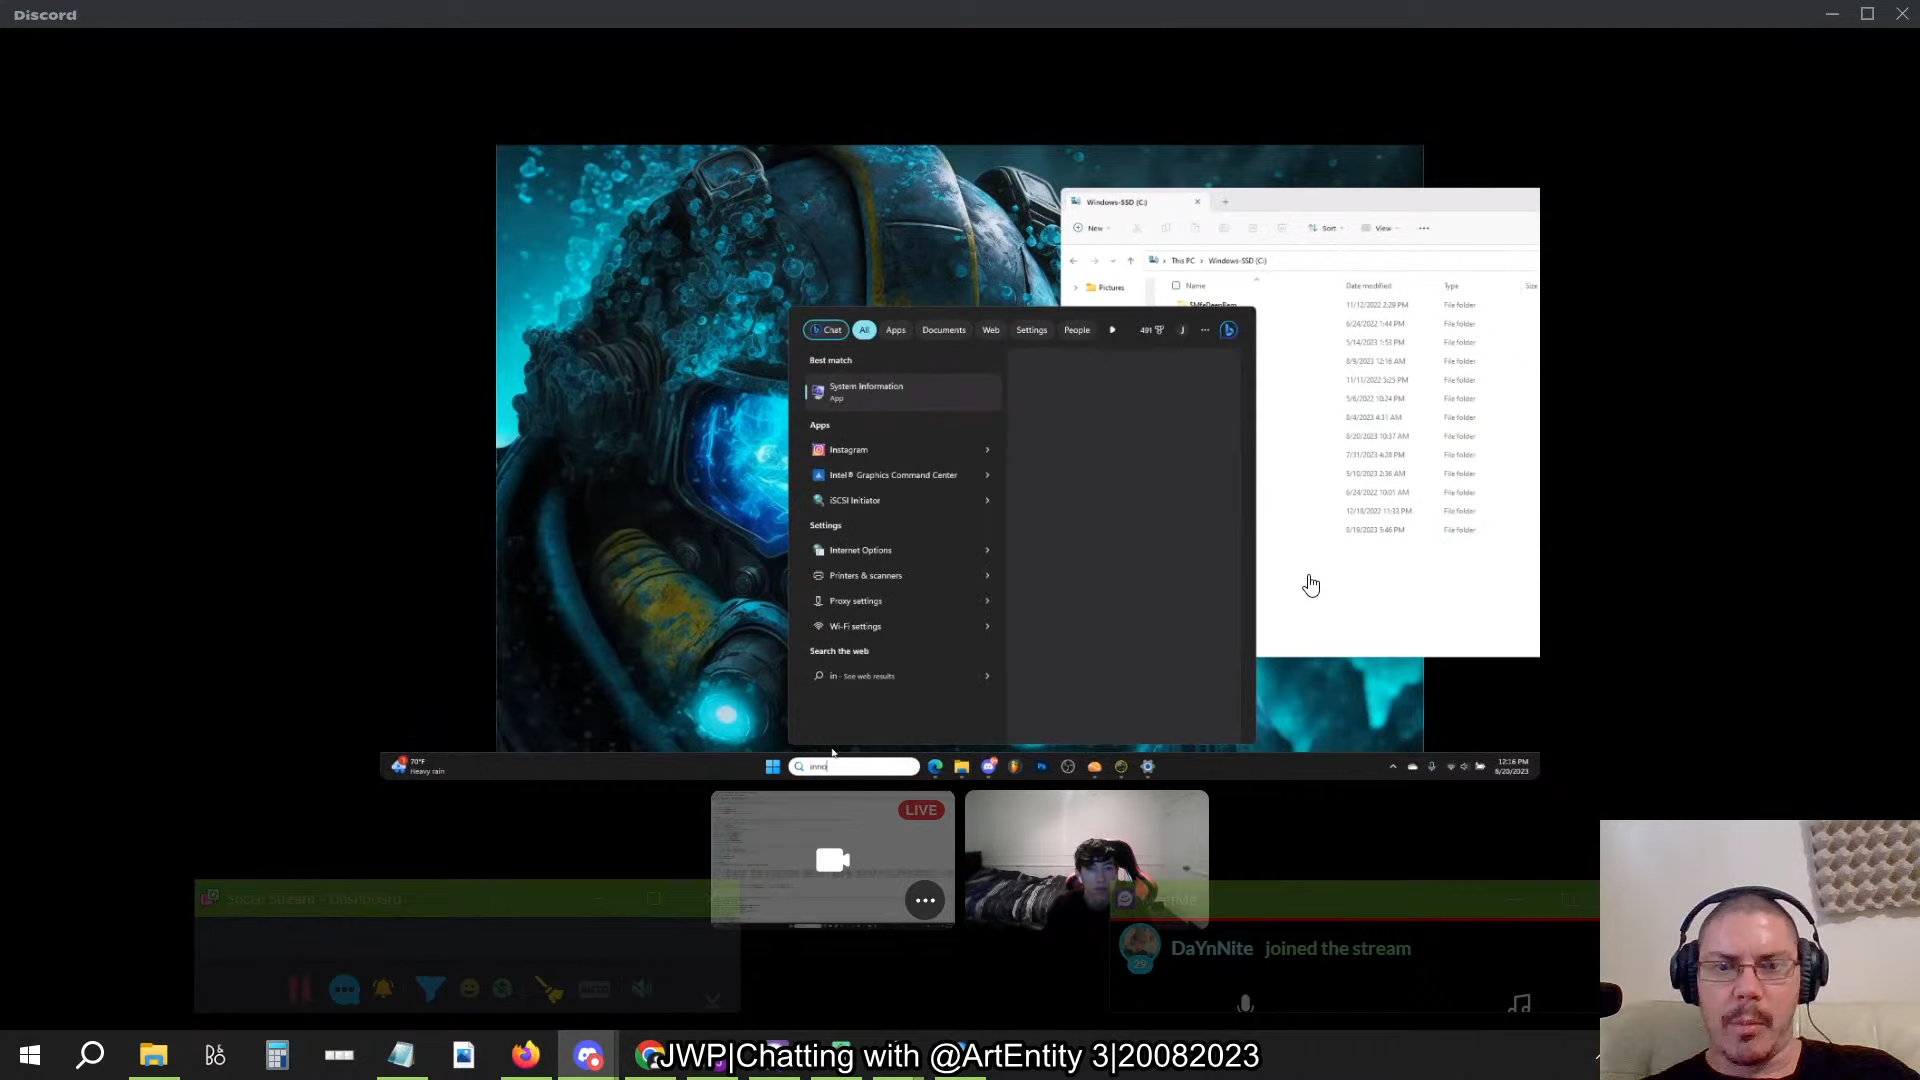 Discord
Windows-SSD (C:)
New
Sort
View
This PC > Windows-SSD (C:)
Pictures
Name
Date modified
Type
Size
$MfeDeepRem
11/12/2022 2:29 PM
File folder
6/24/2022 1:44 PM
File folder
5/14/2023 1:53 PM
File folder
8/9/2023 12:16 AM
File folder
11/11/2022 5:25 PM
File folder
5/6/2022 10:24 PM
File folder
8/4/2023 4:31 AM
File folder
8/20/2023 10:37 AM
File folder
7/31/2023 4:28 PM
File folder
5/10/2023 2:36 AM
File folder
6/24/2022 10:01 AM
File folder
12/18/2022 11:33 PM
File folder
8/19/2023 5:46 PM
File folder
Chat
All
Apps
Documents
Web
Settings
People
491
J
Best match
System Information
App
Apps
Instagram
Intel® Graphics Command Center
iSCSI Initiator
Settings
Internet Options
Printers & scanners
Proxy settings
Wi-Fi settings
Search the web
in - See web results
70°F
Heavy rain
inno
12:16 PM
8/20/2023
LIVE
Social Stream - Dashboard
AUTO
DaYnNite joined the stream
29
JWP|Chatting with @ArtEntity 3|20082023